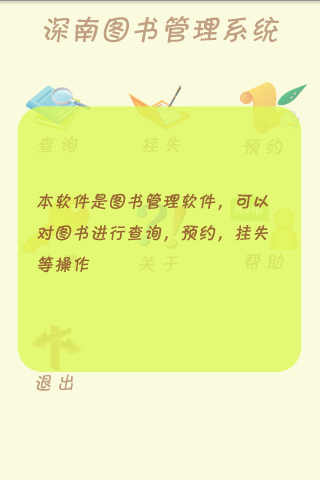 深南图书管理系统
查询 挂失 预约
本软件是图书管理软件，可以
对图书进行查询，预约，挂失
等操作
关于 帮助
退出